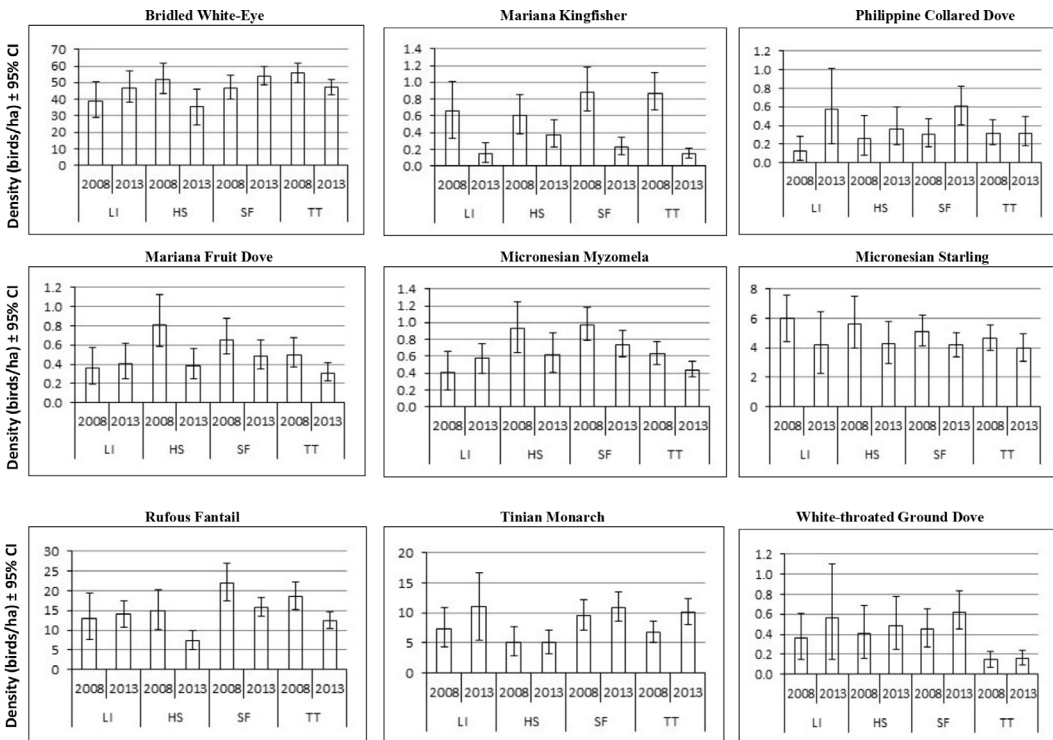 Bridled White-Eye Mariana Kingfisher Philippine Collared Dove
Density (birds/ha) ± 95% CI
70
60
50
40
30
20
10
0
2008 2013 2008 2013 2008 2013 2008 2013
LI HS SF TT
1.4
1.2
1.0
0.8
0.6
0.4
0.2
0.0
2008 2013 2008 2013 2008 2013 2008 2013
LI HS SF TT
1.2
1.0
0.8
0.6
0.4
0.2
0.0
2008 2013 2008 2013 2008 2013 2008 2013
LI HS SF TT
Mariana Fruit Dove Micronesian Myzomela Micronesian Starling
Density (birds/ha) ± 95% CI
1.2
1.0
0.8
0.6
0.4
0.2
0.0
2008 2013 2008 2013 2008 2013 2008 2013
LI HS SF TT
1.4
1.2
1.0
0.8
0.6
0.4
0.2
0.0
2008 2013 2008 2013 2008 2013 2008 2013
LI HS SF TT
8
6
4
2
0
2008 2013 2008 2013 2008 2013 2008 2013
LI HS SF TT
Rufous Fantail Tinian Monarch White-throated Ground Dove
Density (birds/ha) ± 95% CI
30
25
20
15
10
5
0
2008 2013 2008 2013 2008 2013 2008 2013
LI HS SF TT
20
15
10
5
0
2008 2013 2008 2013 2008 2013 2008 2013
LI HS SF TT
1.2
1.0
0.8
0.6
0.4
0.2
0.0
2008 2013 2008 2013 2008 2013 2008 2013
LI HS SF TT